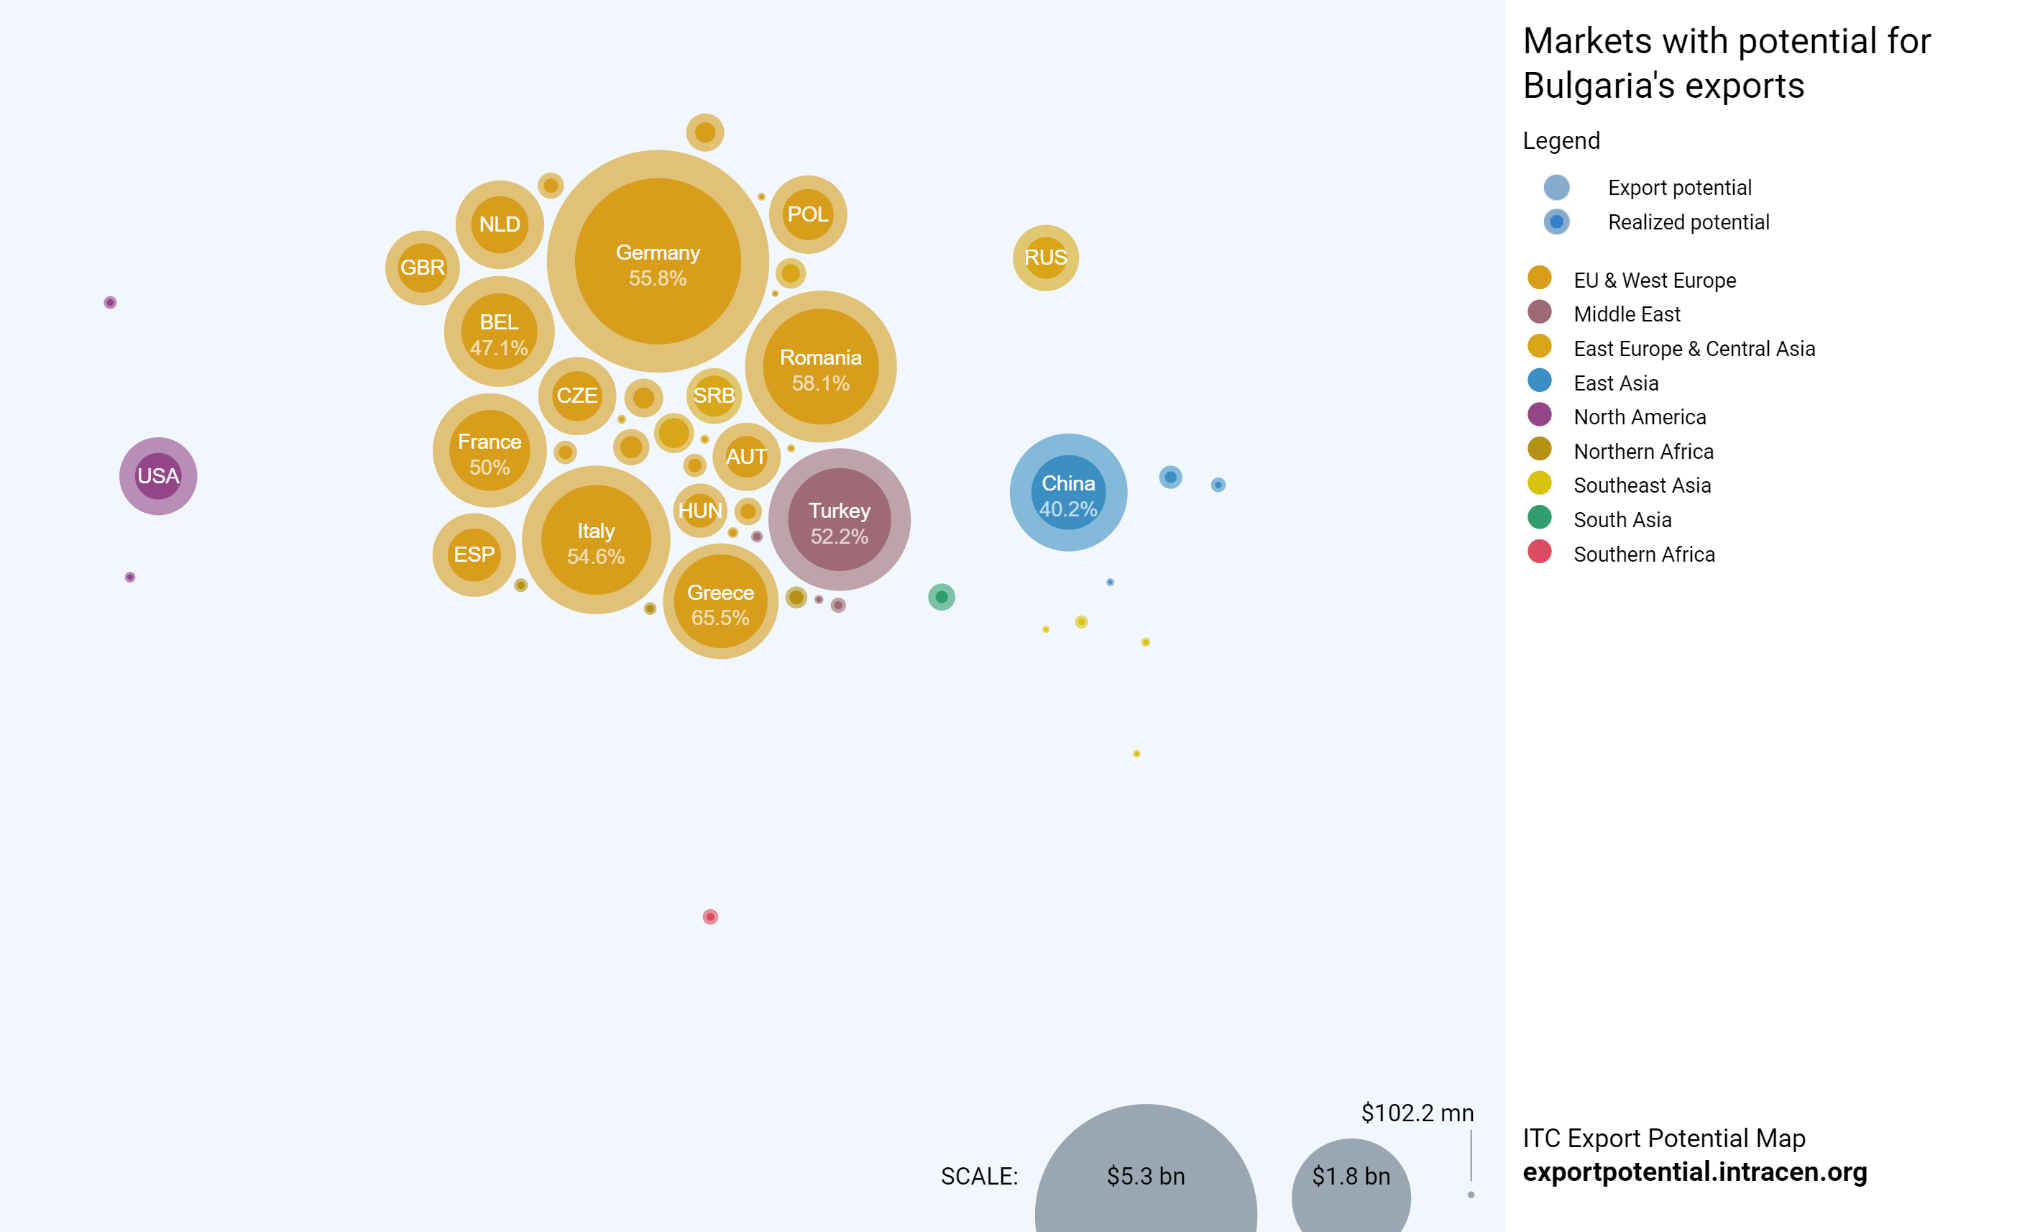 Markets with potential for
Bulgaria's exports
Legend
Export potential
Realized potential
EU & West Europe
Middle East
East Europe & Central Asia
East Asia
North America
Northern Africa
Southeast Asia
South Asia
Southern Africa
NLD
POL
Germany
55.8%
GBR
RUS
BEL
47.1%
Romania
58.1%
CZE
SRB
France
50%
AUT
USA
China
40.2%
Turkey
52.2%
HUN
Italy
54.6%
ESP
Greece
65.5%
SCALE:
$5.3 bn
$1.8 bn
$102.2 mn
ITC Export Potential Map
exportpotential.intracen.org